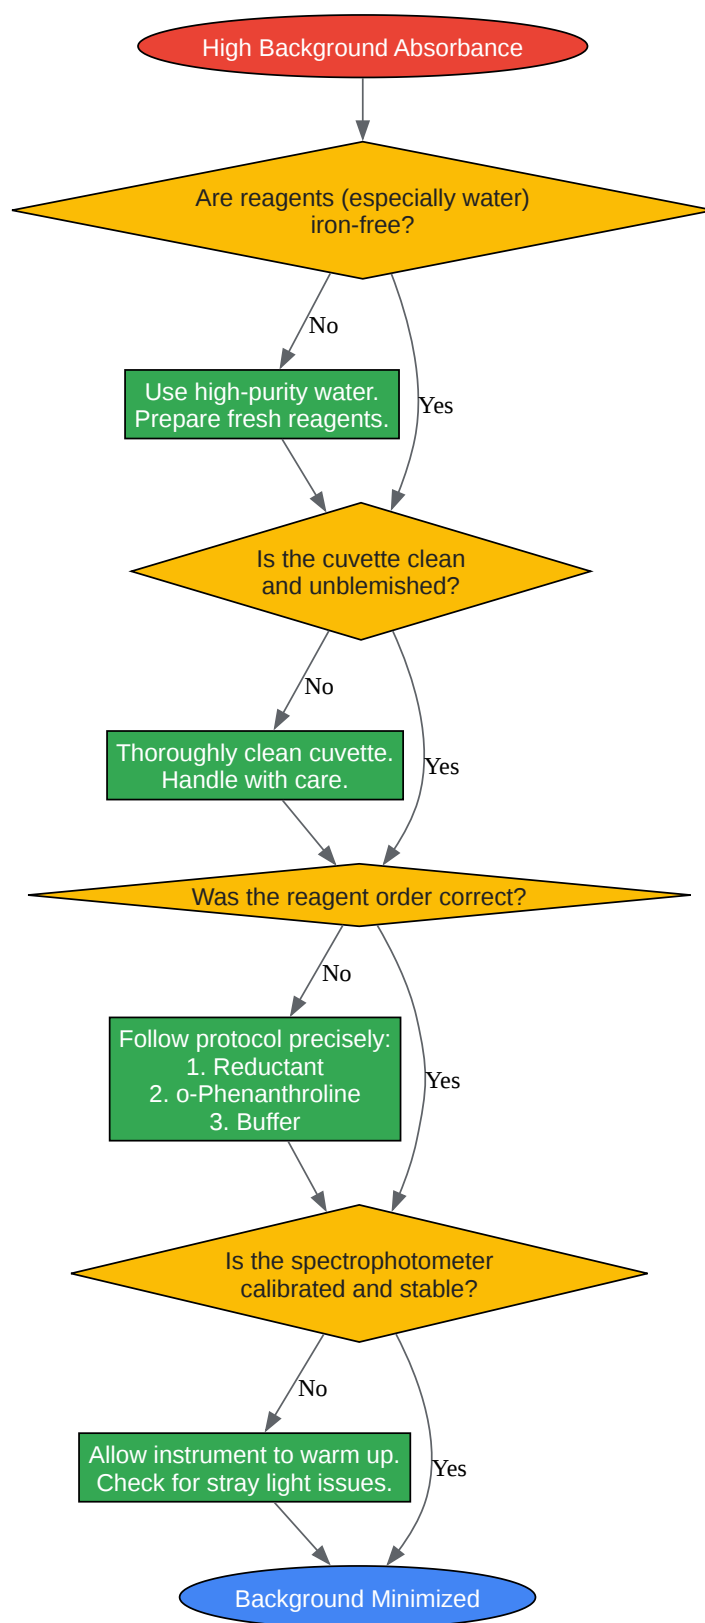 High Background Absorbance
Are reagents (especially water)
iron-free?
No
Yes
Use high-purity water.
Prepare fresh reagents.
Is the cuvette clean
and unblemished?
No
Yes
Thoroughly clean cuvette.
Handle with care.
Was the reagent order correct?
No
Yes
Follow protocol precisely:
1. Reductant
2. o-Phenanthroline
3. Buffer
Is the spectrophotometer
calibrated and stable?
No
Yes
Allow instrument to warm up.
Check for stray light issues.
Background Minimized